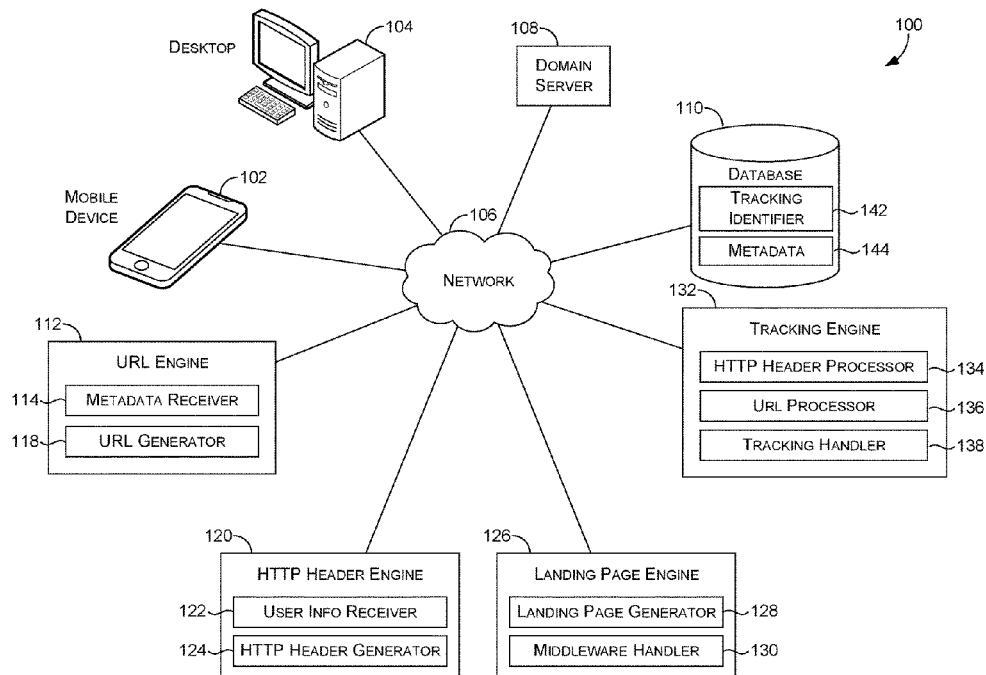 DESKTOP
104
108
DOMAIN
SERVER
100
110
DATABASE
TRACKING
IDENTIFIER
142
METADATA
144
MOBILE
DEVICE
102
106
NETWORK
132
TRACKING ENGINE
HTTP HEADER PROCESSOR
134
URL PROCESSOR
136
TRACKING HANDLER
138
112
URL ENGINE
114
METADATA RECEIVER
118
URL GENERATOR
120
HTTP HEADER ENGINE
122
USER INFO RECEIVER
124
HTTP HEADER GENERATOR
126
LANDING PAGE ENGINE
LANDING PAGE GENERATOR
128
MIDDLEWARE HANDLER
130